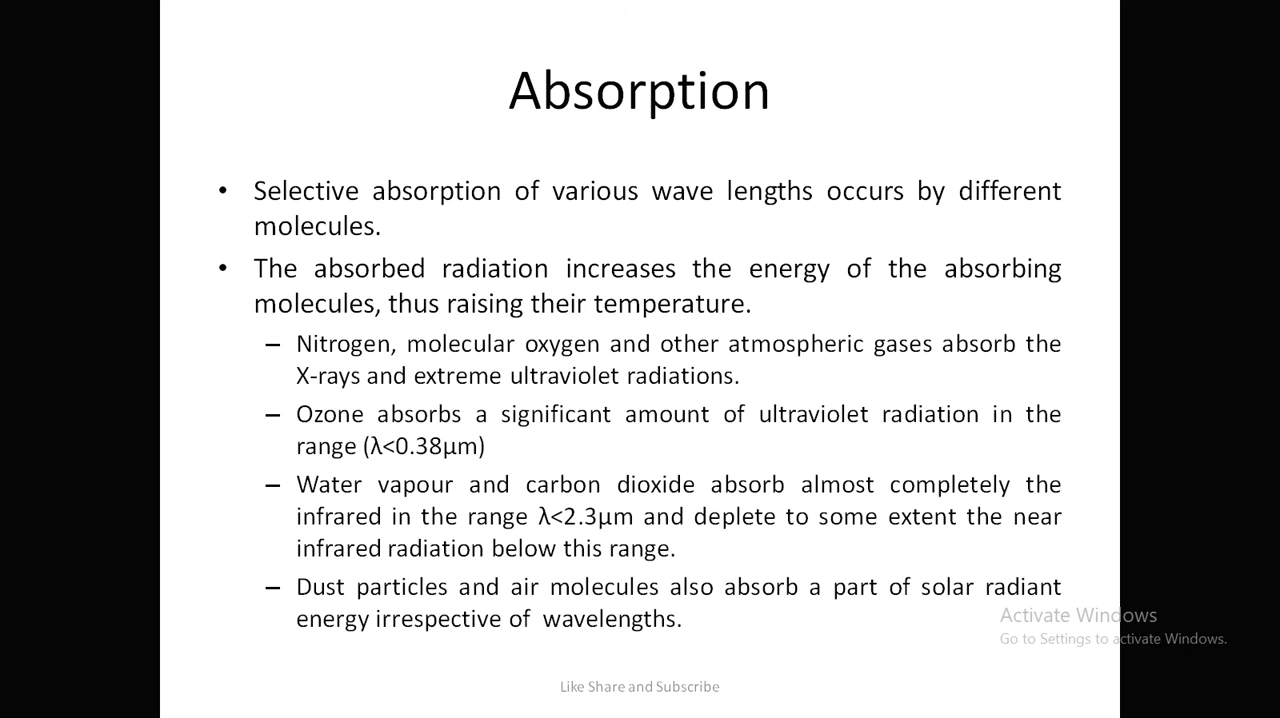 Absorption
• Selective absorption of various wave lengths occurs by different
molecules.
• The absorbed radiation increases the energy of the absorbing
molecules, thus raising their temperature.
– Nitrogen, molecular oxygen and other atmospheric gases absorb the
X-rays and extreme ultraviolet radiations.
– Ozone absorbs a significant amount of ultraviolet radiation in the
range (λ<0.38μm)
– Water vapour and carbon dioxide absorb almost completely the
infrared in the range λ<2.3μm and deplete to some extent the near
infrared radiation below this range.
– Dust particles and air molecules also absorb a part of solar radiant
energy irrespective of wavelengths.
Activate Windows
Go to Settings to activate Windows.
Like Share and Subscribe